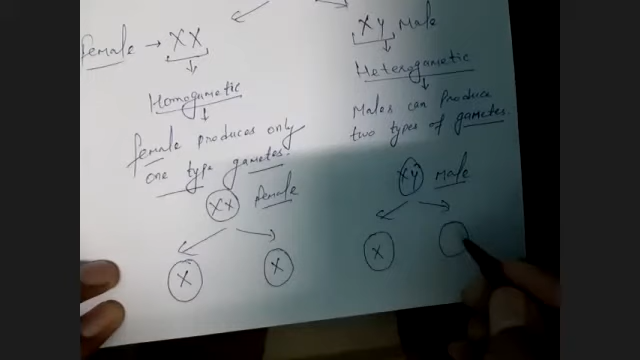 Female → XX
XY Male
Homogametic
Heterogametic
Female produces only
one type gametes.
Males can produce
two types of gametes.
XX Female
XY Male
X
X
X